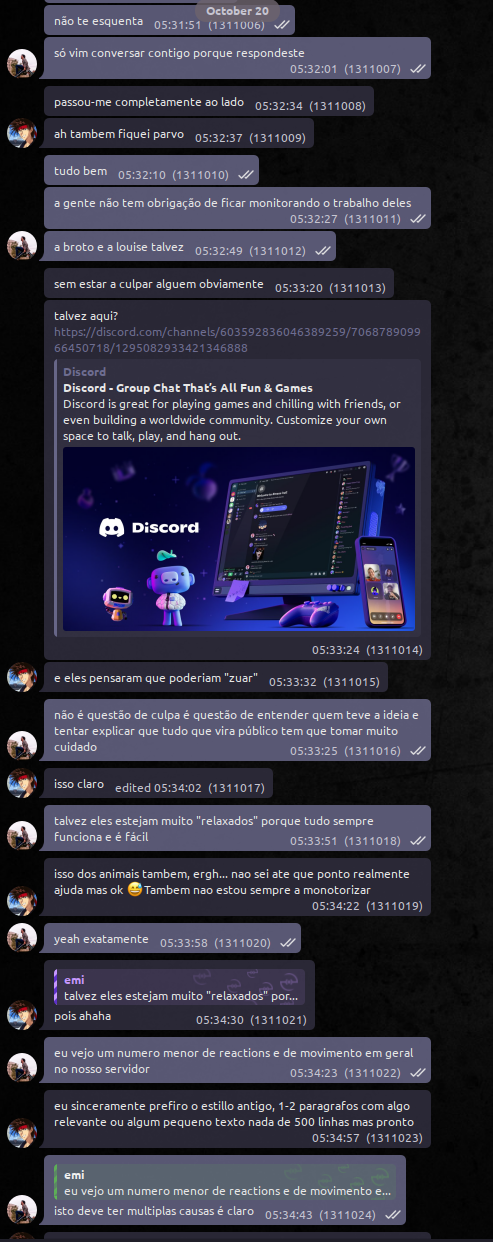 October 20
não te esquenta 05:31:51 (1311006)
só vim conversar contigo porque respondeste
05:32:01 (1311007)
passou-me completamente ao lado 05:32:34 (1311008)
ah tambem fiquei parvo 05:32:37 (1311009)
tudo bem 05:32:10 (1311010)
a gente não tem obrigação de ficar monitorando o trabalho deles
05:32:27 (1311011)
a broto e a louise talvez 05:32:49 (1311012)
sem estar a culpar alguem obviamente 05:33:20 (1311013)
talvez aqui?
https://discord.com/channels/603592836046389259/7068789099
66450718/1295082933421346888
Discord
Discord - Group Chat That's All Fun & Games
Discord is great for playing games and chilling with friends, or
even building a worldwide community. Customize your own
space to talk, play, and hang out.
Discord
05:33:24 (1311014)
e eles pensaram que poderiam "zuar" 05:33:32 (1311015)
não é questão de culpa é questão de entender quem teve a ideia e
tentar explicar que tudo que vira público tem que tomar muito
cuidado 05:33:25 (1311016)
isso claro edited 05:34:02 (1311017)
talvez eles estejam muito "relaxados" porque tudo sempre
funciona e é fácil 05:33:51 (1311018)
isso dos animais tambem, ergh... nao sei ate que ponto realmente
ajuda mas ok 😅Tambem nao estou sempre a monotorizar
05:34:22 (1311019)
yeah exatamente 05:33:58 (1311020)
emi
talvez eles estejam muito "relaxados" por...
pois ahaha 05:34:30 (1311021)
eu vejo um numero menor de reactions e de movimento em geral
no nosso servidor 05:34:23 (1311022)
eu sinceramente prefiro o estillo antigo, 1-2 paragrafos com algo
relevante ou algum pequeno texto nada de 500 linhas mas pronto
05:34:57 (1311023)
emi
eu vejo um numero menor de reactions e de movimento e...
isto deve ter multiplas causas é claro 05:34:43 (1311024)